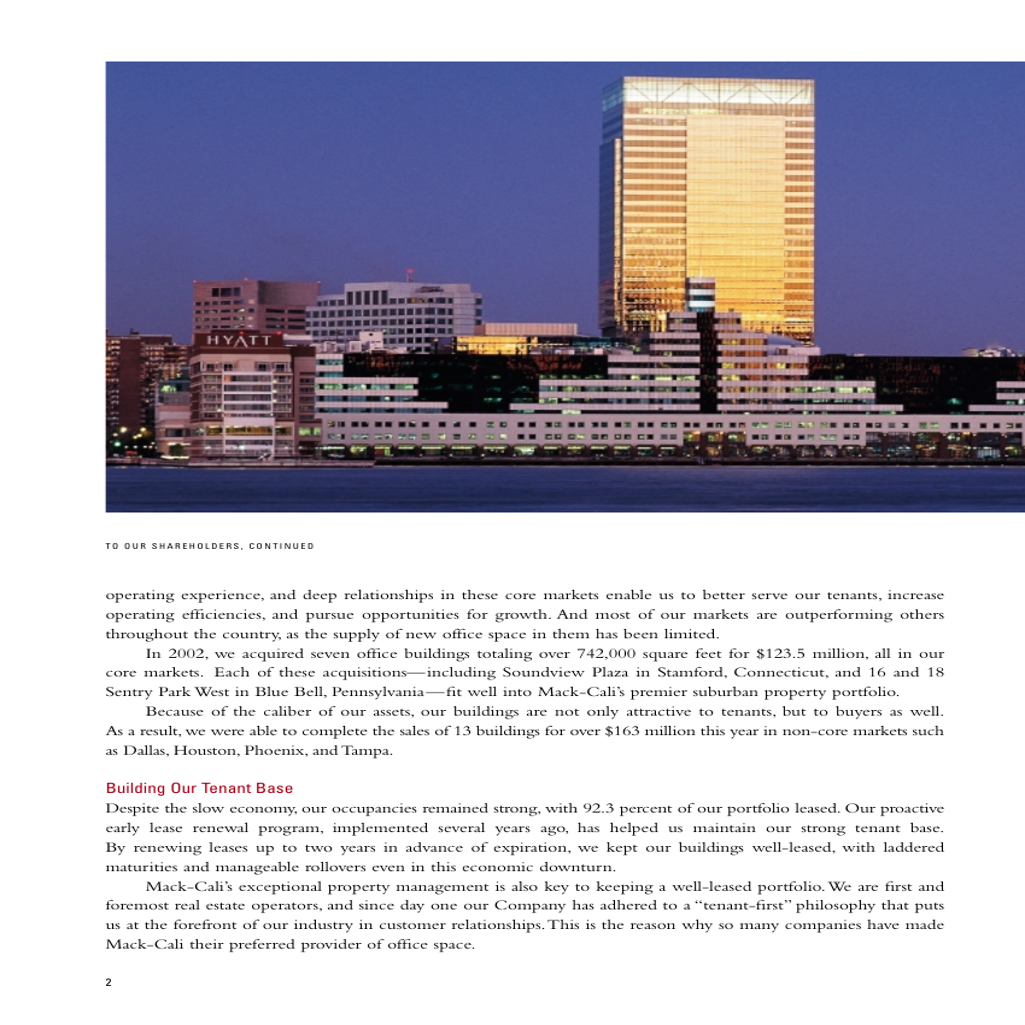 HYATT
TO OUR SHAREHOLDERS, CONTINUED
operating experience, and deep relationships in these core markets enable us to better serve our tenants, increase
operating efficiencies, and pursue opportunities for growth. And most of our markets are outperforming others
throughout the country, as the supply of new office space in them has been limited.
In 2002, we acquired seven office buildings totaling over 742,000 square feet for $123.5 million, all in our
core markets. Each of these acquisitions—including Soundview Plaza in Stamford, Connecticut, and 16 and 18
Sentry Park West in Blue Bell, Pennsylvania—fit well into Mack-Cali's premier suburban property portfolio.
Because of the caliber of our assets, our buildings are not only attractive to tenants, but to buyers as well.
As a result, we were able to complete the sales of 13 buildings for over $163 million this year in non-core markets such
as Dallas, Houston, Phoenix, and Tampa.
Building Our Tenant Base
Despite the slow economy, our occupancies remained strong, with 92.3 percent of our portfolio leased. Our proactive
early lease renewal program, implemented several years ago, has helped us maintain our strong tenant base.
By renewing leases up to two years in advance of expiration, we kept our buildings well-leased, with laddered
maturities and manageable rollovers even in this economic downturn.
Mack-Cali's exceptional property management is also key to keeping a well-leased portfolio. We are first and
foremost real estate operators, and since day one our Company has adhered to a "tenant-first" philosophy that puts
us at the forefront of our industry in customer relationships. This is the reason why so many companies have made
Mack-Cali their preferred provider of office space.
2